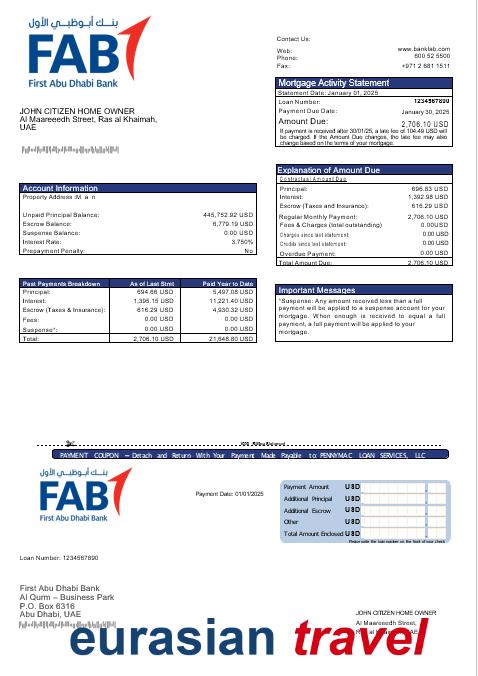 بنك أبوظبي الأول
FAB
First Abu Dhabi Bank
Contact Us:
Web: www.bankfab.com
Phone: 600 52 5500
Fax: +971 2 681 1511
Mortgage Activity Statement
Statement Date: January 01, 2025
Loan Number: 1234567890
Payment Due Date: January 30, 2025
Amount Due: 2,706.10 USD
If payment is received after 30/01/25, a late fee of 104.49 USD will
be charged. If the Amount Due Changes, the late fee may also
change based on the terms of your mortgage.
JOHN CITIZEN HOME OWNER
Al Maareeedh Street, Ras al Khaimah,
UAE
Explanation of Amount Due
Contractual Amount Due
Principal: 696.83 USD
Interest: 1,392.98 USD
Escrow (Taxes and Insurance): 616.29 USD
Regular Monthly Payment: 2,706.10 USD
Fees & Charges (total outstanding) 0.00USD
Charges since last statement: 0.00 USD
Credits since last statement: 0.00 USD
Overdue Payment: 0.00 USD
Total Amount Due: 2,706.10 USD
Account Information
Property Address :M a n
Unpaid Principal Balance: 445,752.92 USD
Escrow Balance: 6,779.19 USD
Suspense Balance: 0.00 USD
Interest Rate: 3.750%
Prepayment Penalty: No
Past Payments Breakdown As of Last Stmt Paid Year to Date
Principal: 694.66 USD 5,497.08 USD
Interest: 1,395.15 USD 11,221.40 USD
Escrow (Taxes & Insurance): 616.29 USD 4,930.32 USD
Fees: 0.00 USD 0.00 USD
Suspense*: 0.00 USD 0.00 USD
Total: 2,706.10 USD 21,648.80 USD
Important Messages
*Suspense: Any amount received less than a full
payment will be applied to a suspense account for your
mortgage. When enough is received to equal a full
payment, a full payment will be applied to your
mortgage.
PAYMENT COUPON – Detach and Return With Your Payment Made Payable to: PENNYMAC LOAN SERVICES, LLC
بنك أبوظبي الأول
FAB
First Abu Dhabi Bank
Payment Date: 01/01/2025
Payment Amount USD
Additional Principal USD
Additional Escrow USD
Other USD
Total Amount Enclosed USD
Please write the loan number on the front of your check
Loan Number: 1234567890
First Abu Dhabi Bank
Al Qurm – Business Park
P.O. Box 6316
Abu Dhabi, UAE
JOHN CITIZEN HOME OWNER
Al Maareeedh Street,
eurasian travel